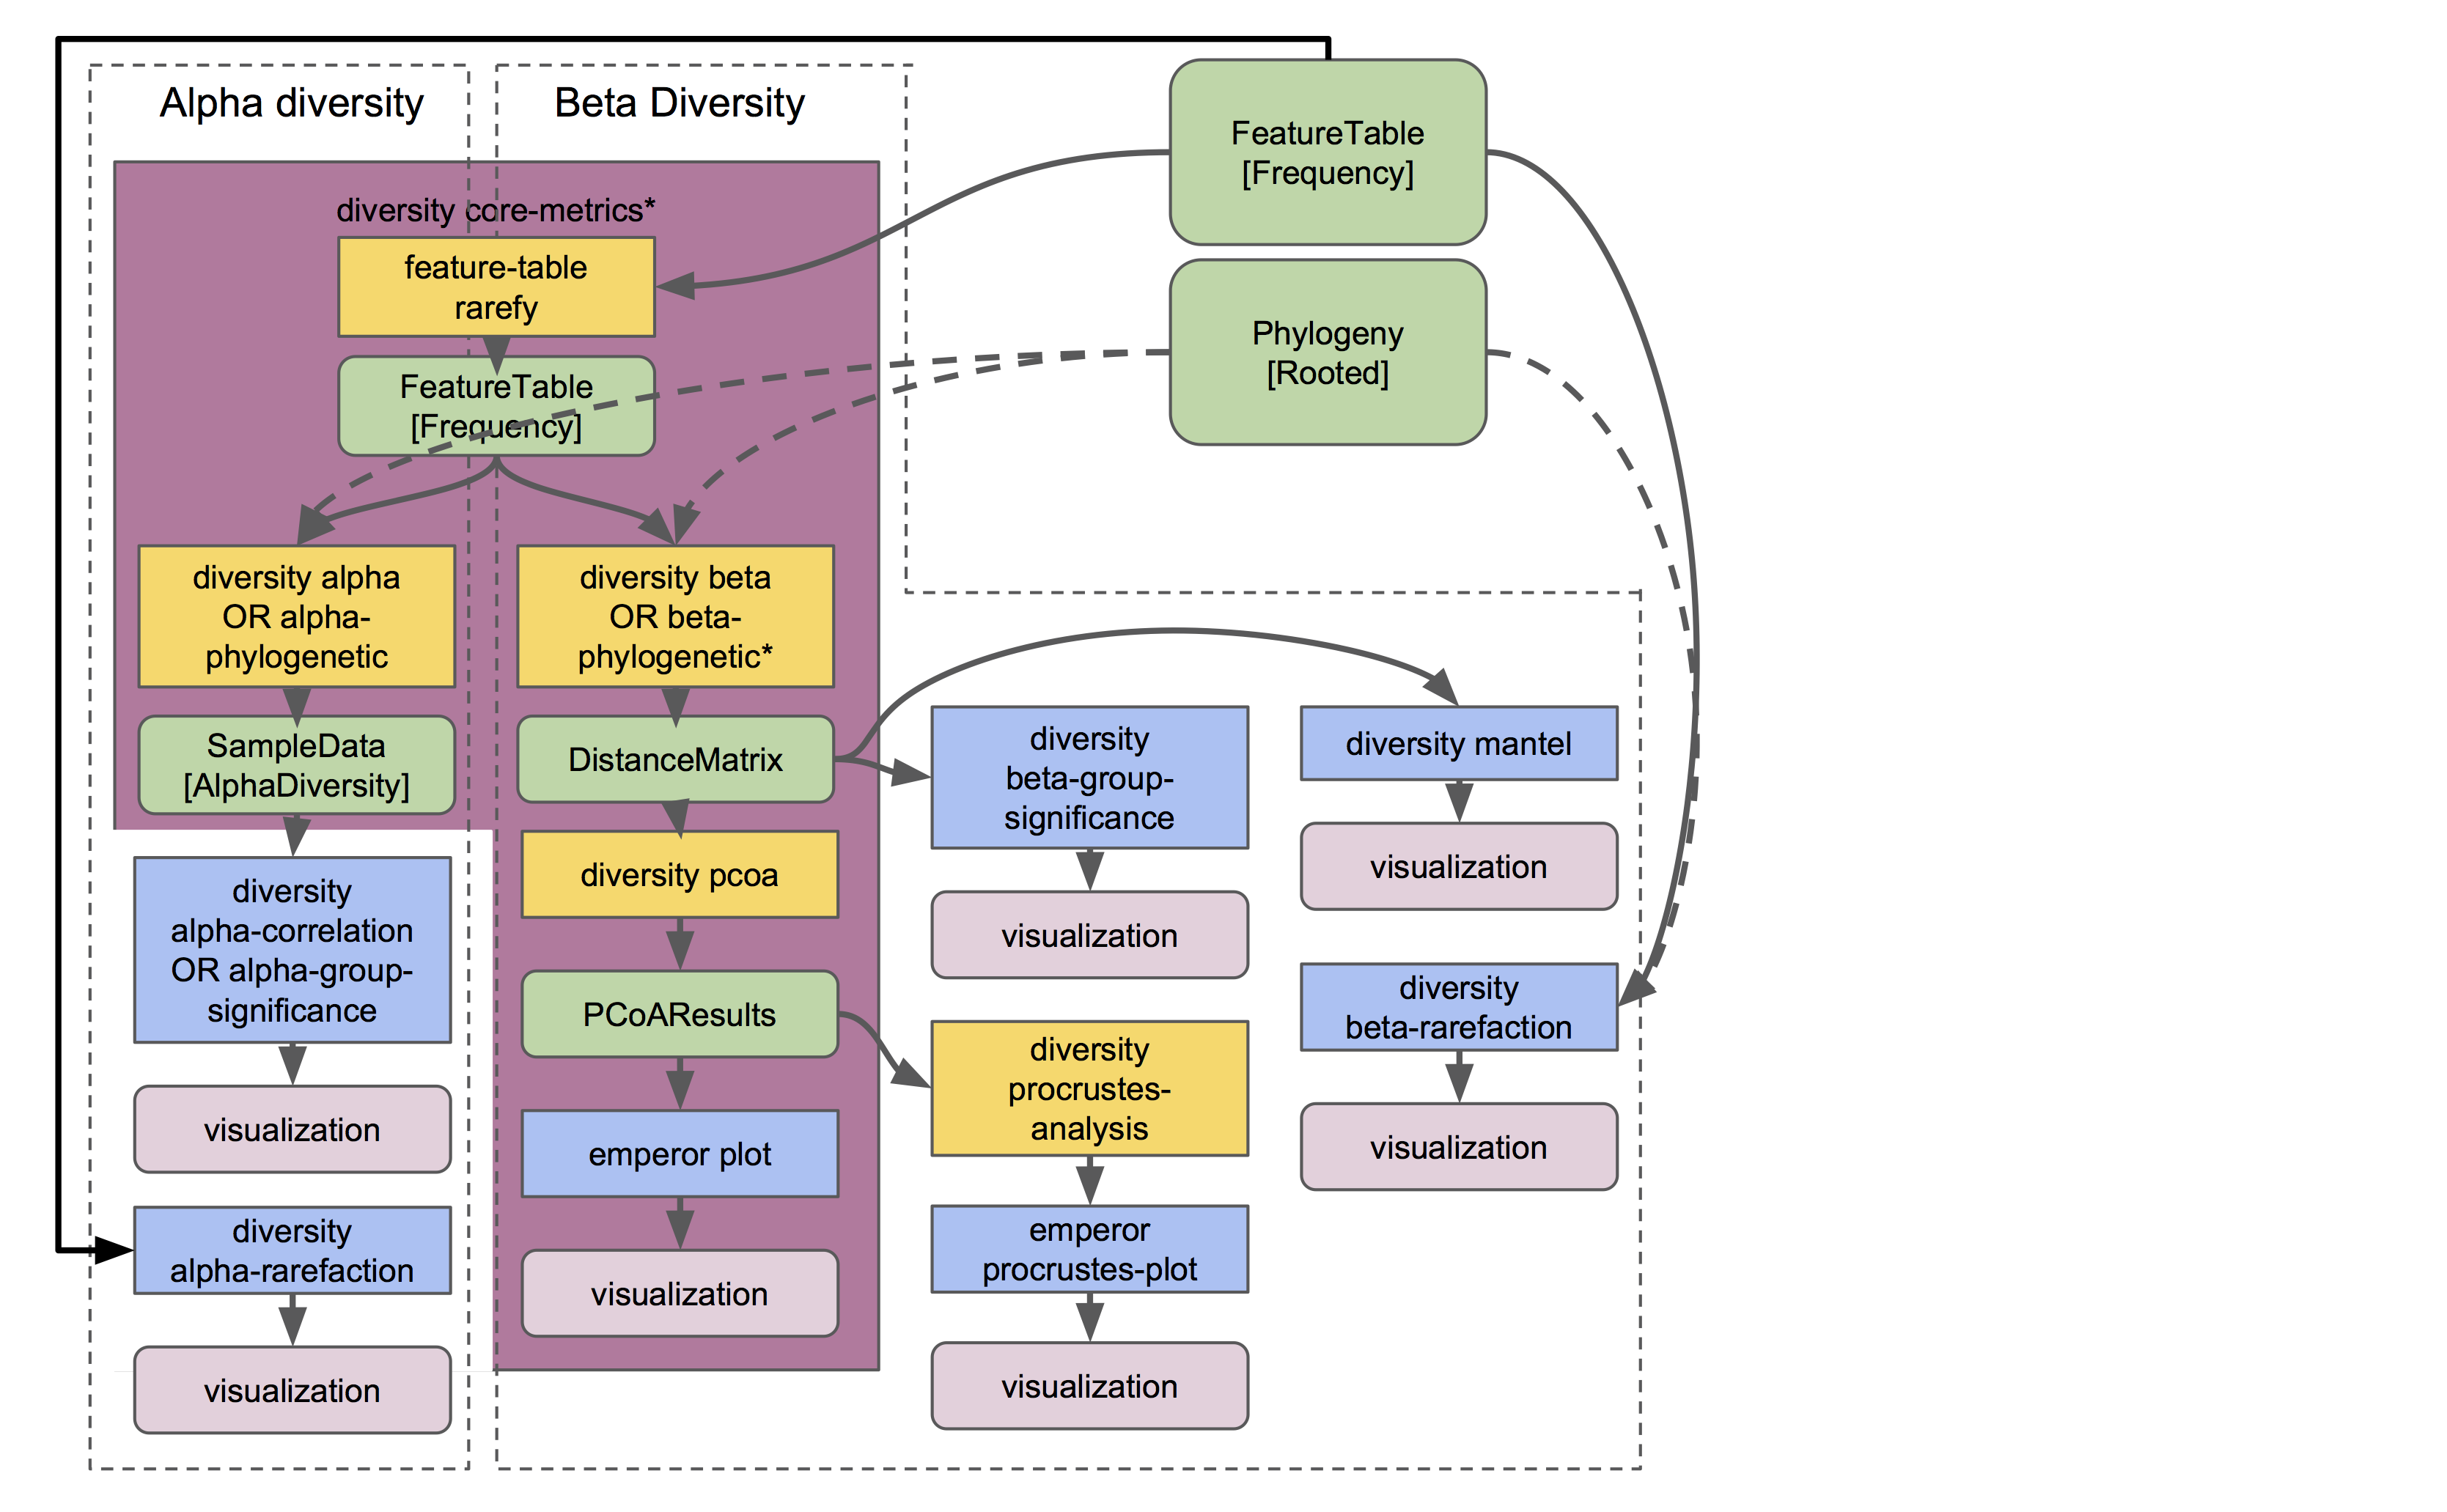 Alpha diversity
Beta Diversity
FeatureTable
[Frequency]
Phylogeny
[Rooted]
diversity core-metrics*
feature-table
rarefy
FeatureTable
[Frequency]
diversity alpha
OR alpha-
phylogenetic
SampleData
[AlphaDiversity]
diversity
alpha-correlation
OR alpha-group-
significance
visualization
diversity
alpha-rarefaction
visualization
diversity beta
OR beta-
phylogenetic*
DistanceMatrix
diversity pcoa
PCoAResults
emperor plot
visualization
diversity
beta-group-
significance
visualization
diversity
procrustes-
analysis
emperor
procrustes-plot
visualization
diversity mantel
visualization
diversity
beta-rarefaction
visualization